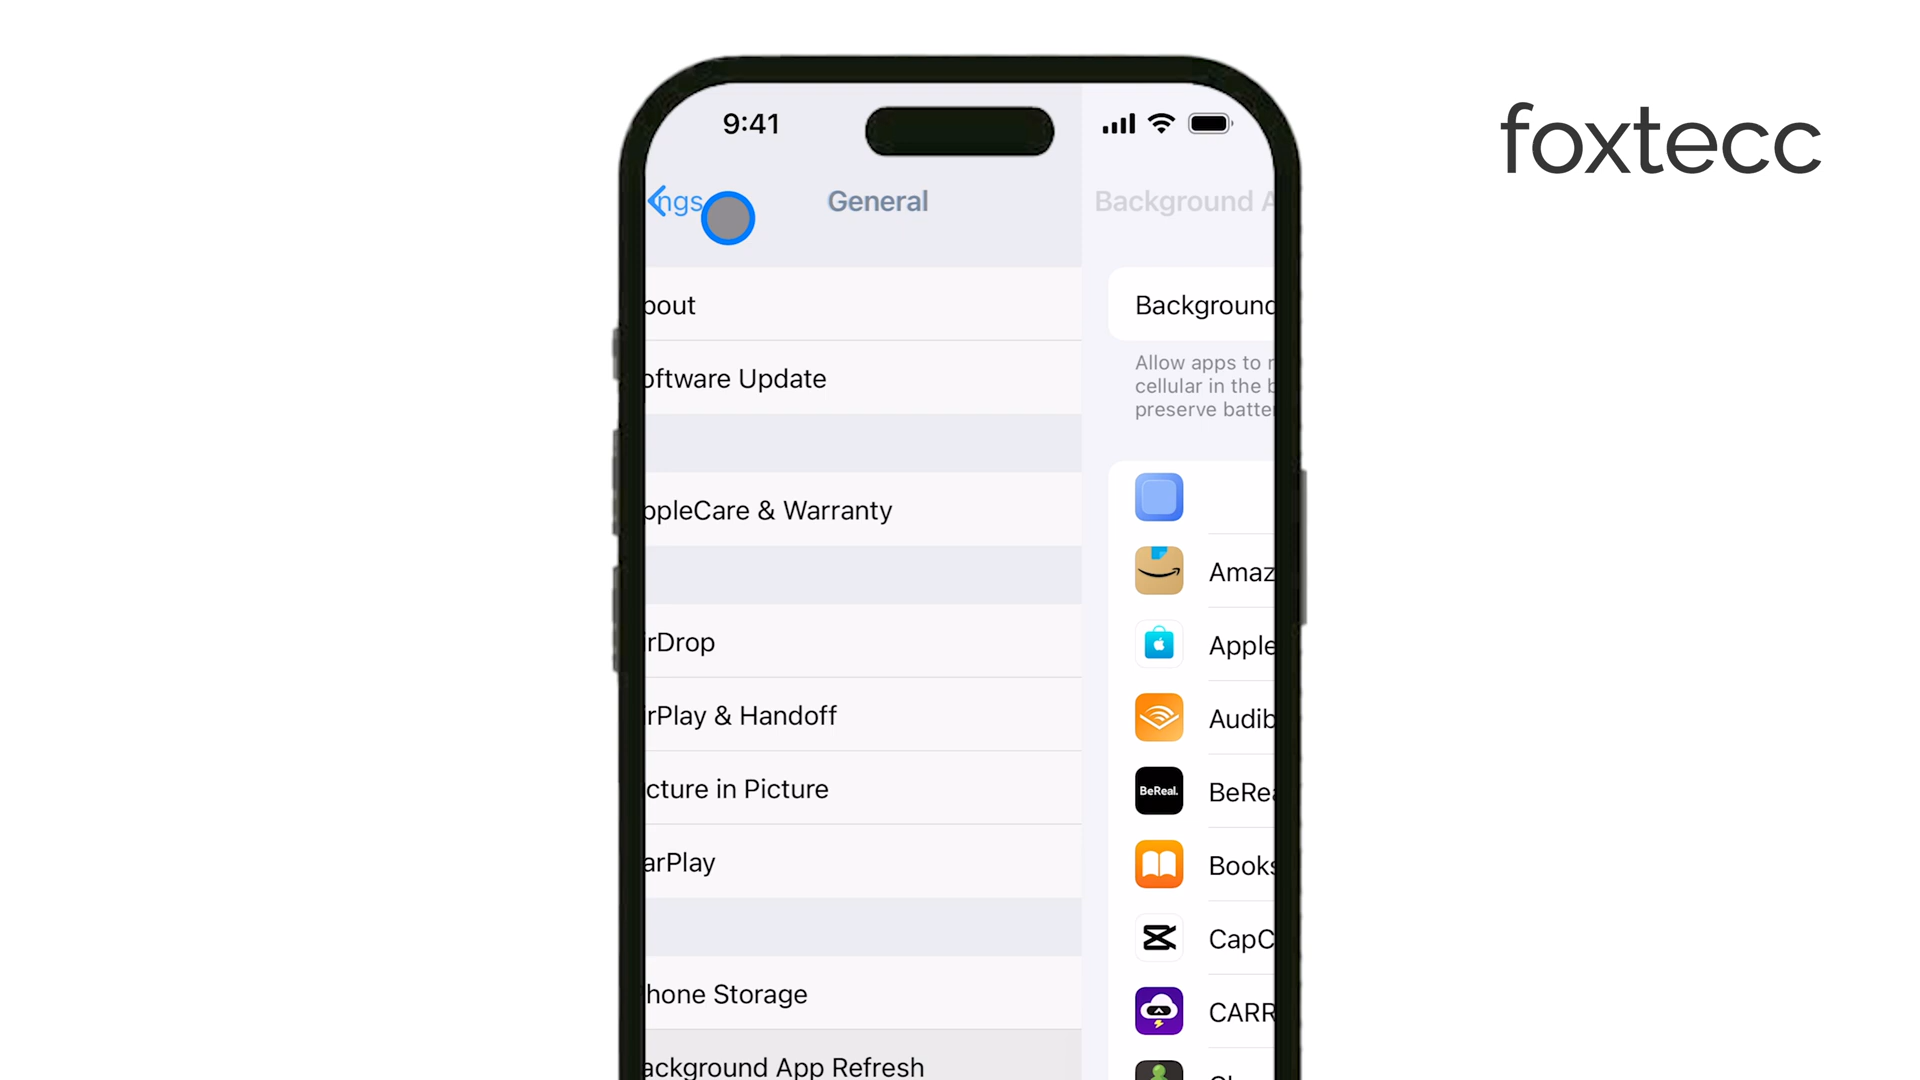 foxtecc
9:41
ngs
General
Background A
bout
oftware Update
ppleCare & Warranty
rDrop
rPlay & Handoff
cture in Picture
arPlay
hone Storage
ackground App Refresh
Background
Allow apps to r
cellular in the b
preserve batte
Amaz
Apple
Audib
BeReal.
BeRea
Books
CapC
CARR